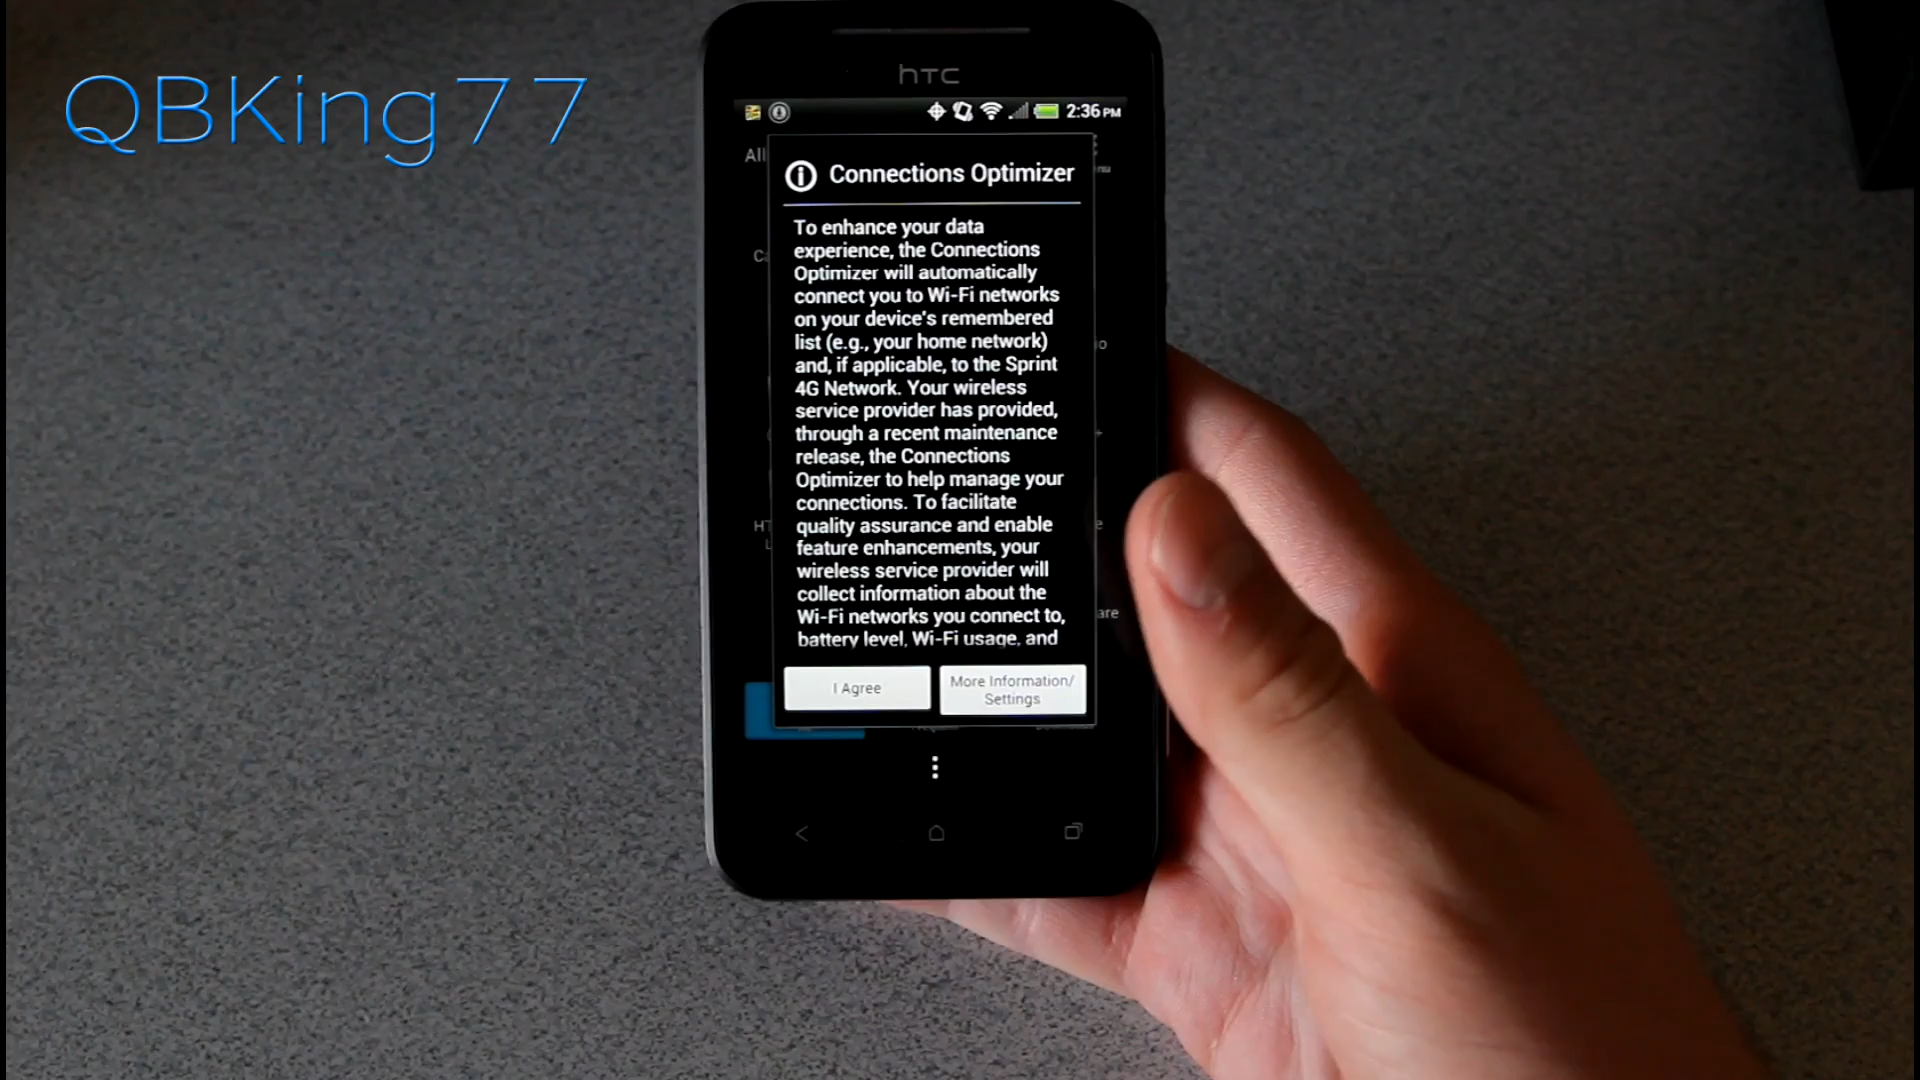 QBKing77
hTC
2:36 PM
All
nu
Connections Optimizer
To enhance your data
experience, the Connections
Optimizer will automatically
connect you to Wi-Fi networks
on your device's remembered
list (e.g., your home network)
and, if applicable, to the Sprint
4G Network. Your wireless
service provider has provided,
through a recent maintenance
release, the Connections
Optimizer to help manage your
connections. To facilitate
quality assurance and enable
feature enhancements, your
wireless service provider will
collect information about the
Wi-Fi networks you connect to,
battery level, Wi-Fi usage, and
I Agree
More Information/
Settings